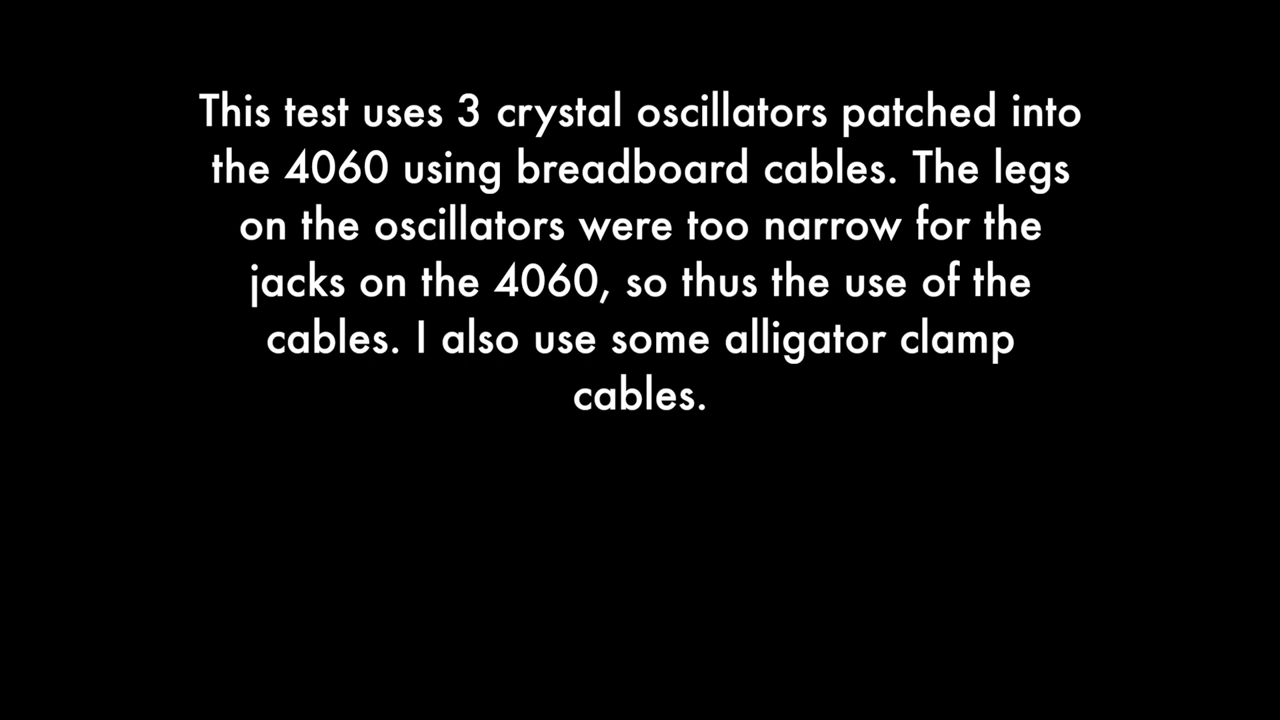 This test uses 3 crystal oscillators patched into
the 4060 using breadboard cables. The legs
on the oscillators were too narrow for the
jacks on the 4060, so thus the use of the
cables. I also use some alligator clamp
cables.